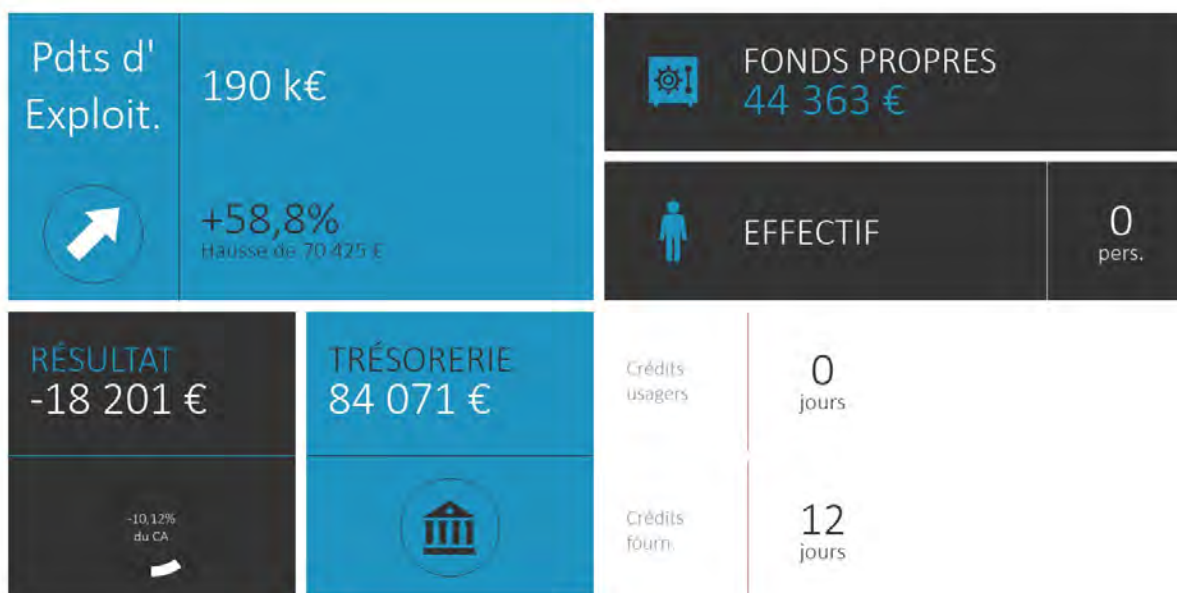 Pdts d'
Exploit.
190 k€
+58,8%
Hausse de 70 425 €
FONDS PROPRES
44 363 €
EFFECTIF
0
pers.
RÉSULTAT
-18 201 €
-10,12%
du CA
TRÉSORERIE
84 071 €
Crédits
usagers
0
jours
Crédits
fourn.
12
jours